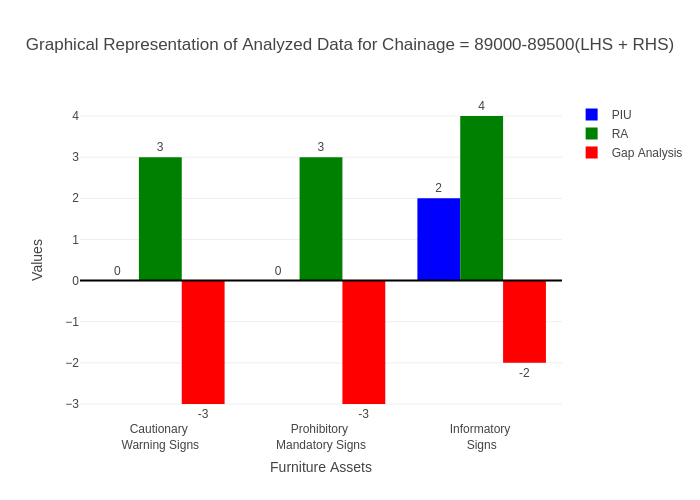 Graphical Representation of Analyzed Data for Chainage = 89000-89500(LHS + RHS)
PIU
RA
Gap Analysis
4
3
2
1
0
−1
−2
−3
Values
0
3
-3
0
3
-3
2
4
-2
Cautionary
Warning Signs
Prohibitory
Mandatory Signs
Informatory
Signs
Furniture Assets